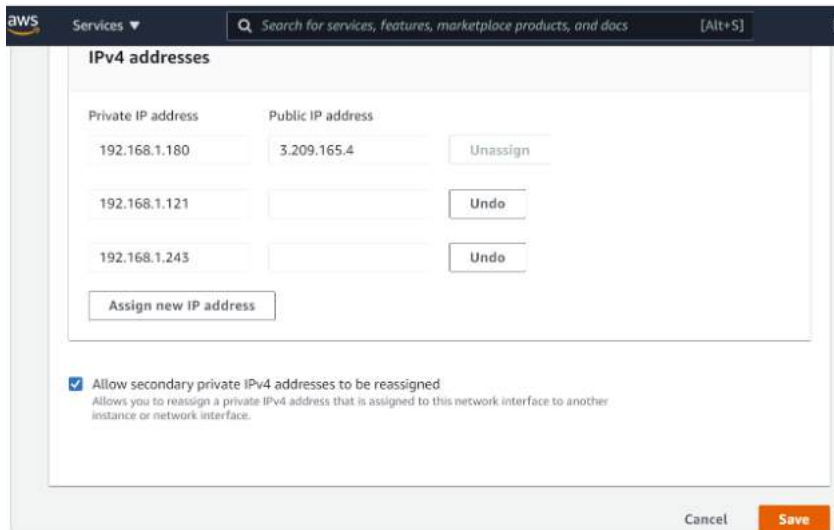 aws Services ▼ Search for services, features, marketplace products, and docs [Alt+S]
IPv4 addresses
Private IP address Public IP address
192.168.1.180 3.209.165.4 Unassign
192.168.1.121 Undo
192.168.1.243 Undo
Assign new IP address
Allow secondary private IPv4 addresses to be reassigned
Allows you to reassign a private IPv4 address that is assigned to this network interface to another
instance or network interface.
Cancel Save